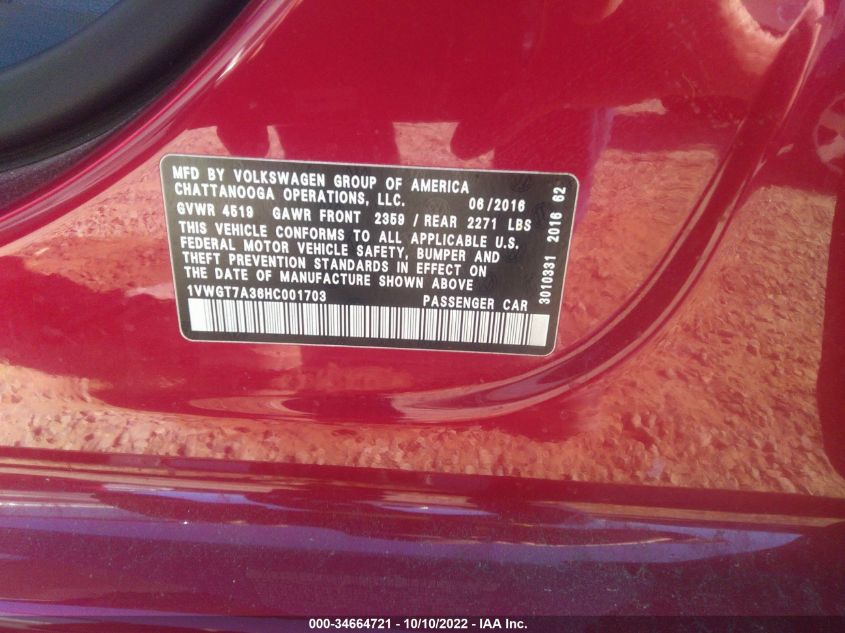 MFD BY VOLKSWAGEN GROUP OF AMERICA
CHATTANOOGA OPERATIONS, LLC. 06/2016
GVWR 4519 GAWR FRONT 2359 / REAR 2271 LBS
THIS VEHICLE CONFORMS TO ALL APPLICABLE U.S.
FEDERAL MOTOR VEHICLE SAFETY, BUMPER AND
THEFT PREVENTION STANDARDS IN EFFECT ON
THE DATE OF MANUFACTURE SHOWN ABOVE
1VWGT7A36HC001703 PASSENGER CAR
3010331 2016 62
000-34664721 - 10/10/2022 - IAA Inc.